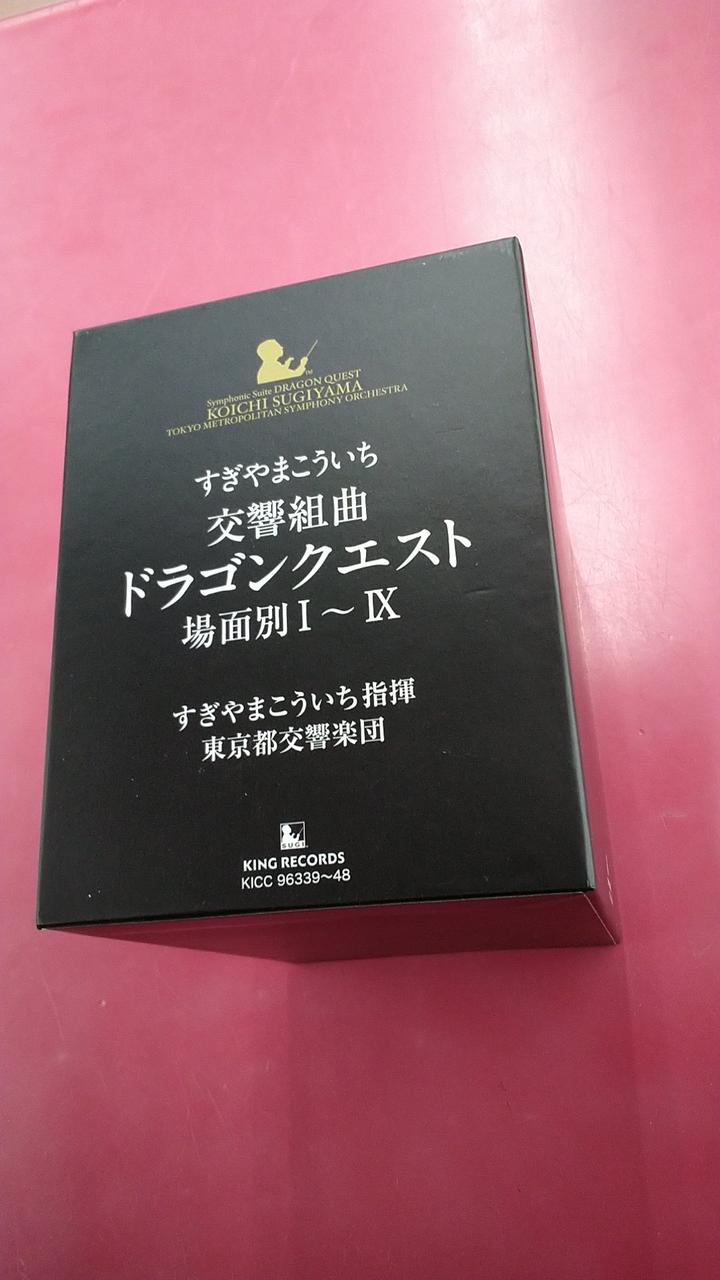 Symphonic Suite DRAGON QUEST
KOICHI SUGIYAMA
TOKYO METROPOLITAN SYMPHONY ORCHESTRA
すぎやまこういち
交響組曲
ドラゴンクエスト
場面別Ⅰ～Ⅸ
すぎやまこういち指揮
東京都交響楽団
SUGI
KING RECORDS
KICC 96339～48